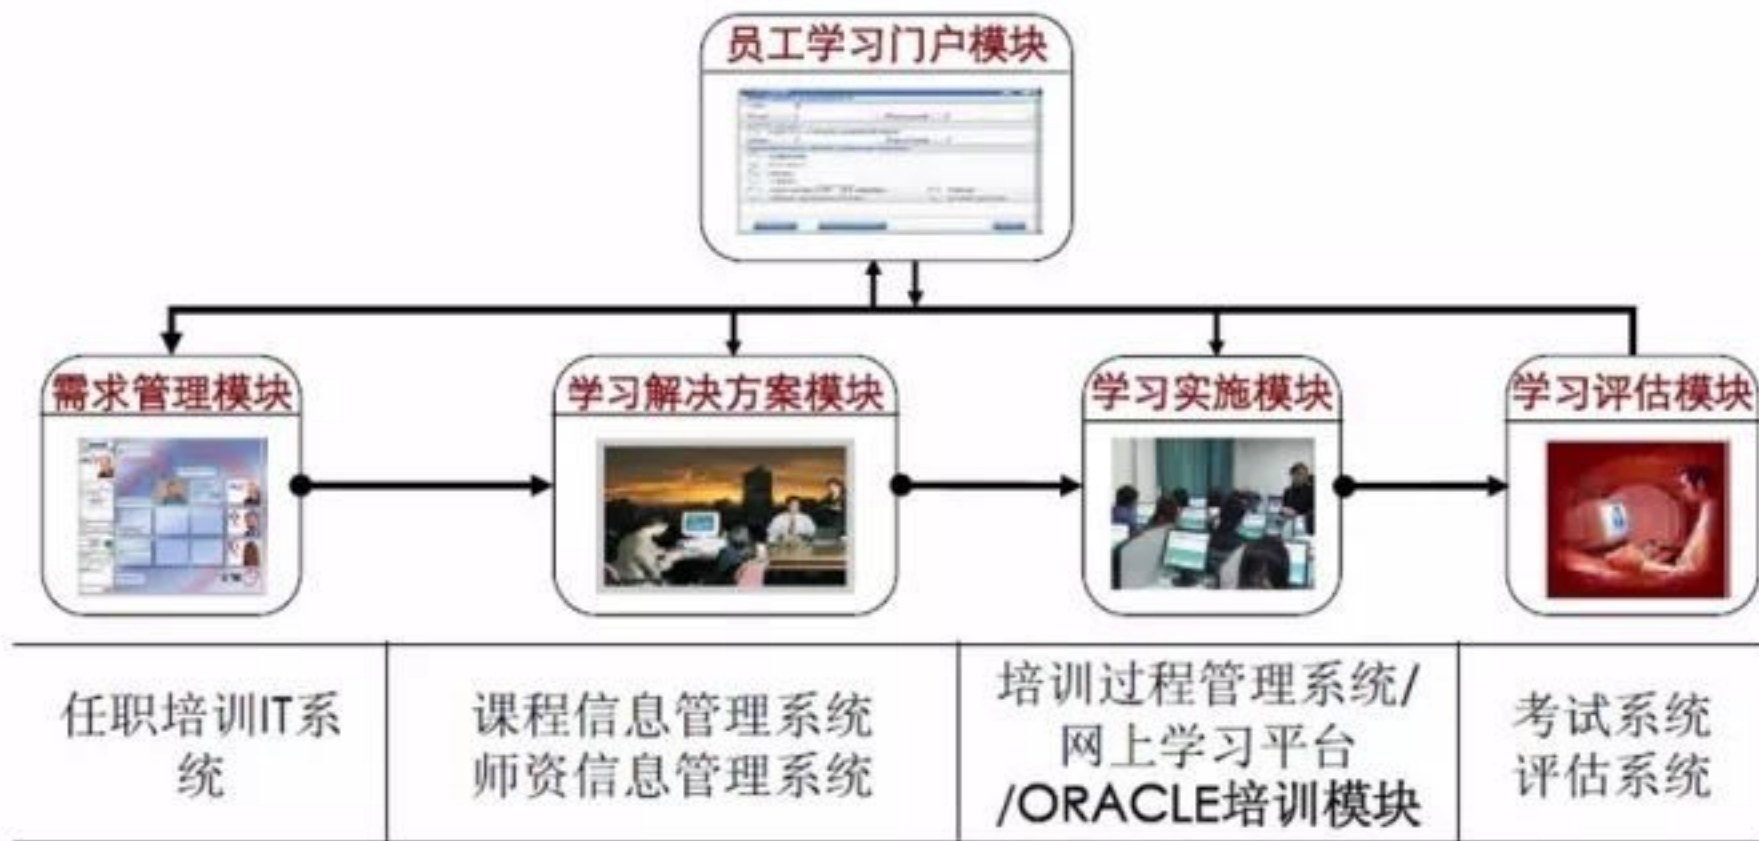 员工学习门户模块
需求管理模块
学习解决方案模块
学习实施模块
学习评估模块
任职培训IT系
统
课程信息管理系统
师资信息管理系统
培训过程管理系统/
网上学习平台
/ORACLE培训模块
考试系统
评估系统